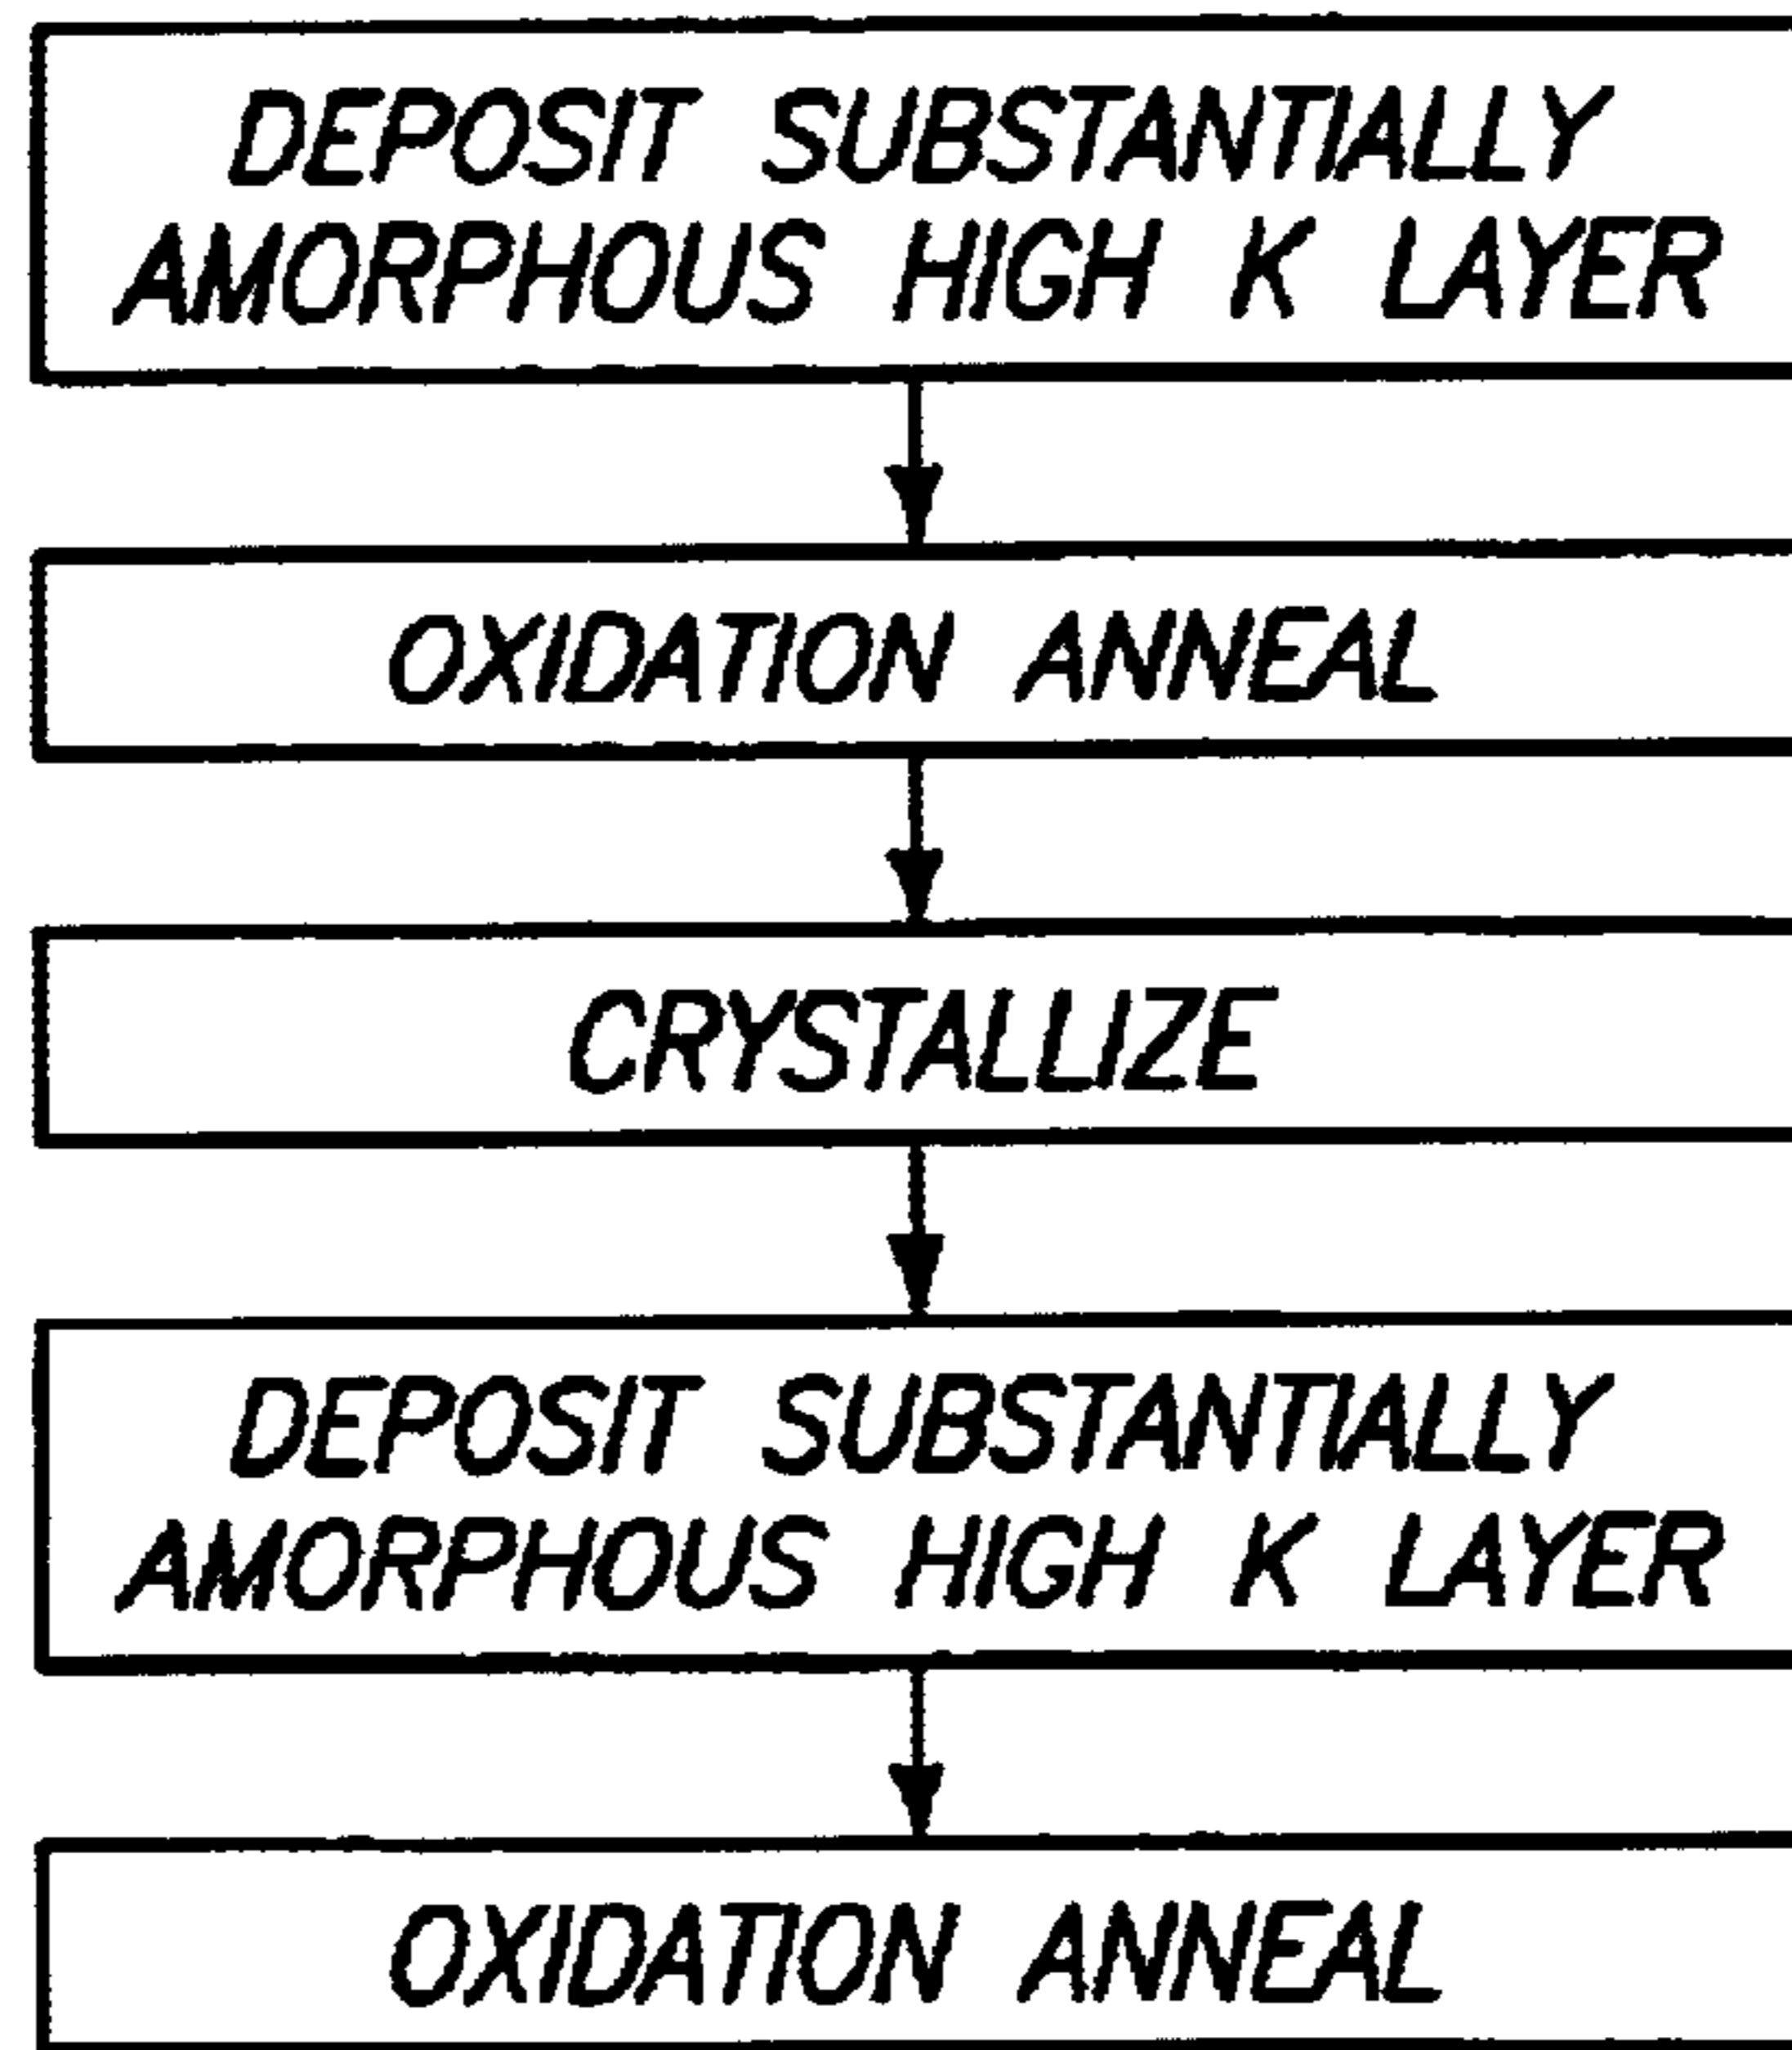 DEPOSIT SUBSTANTIALLY
AMORPHOUS HIGH K LAYER
OXIDATION ANNEAL
CRYSTALLIZE
DEPOSIT SUBSTANTIALLY
AMORPHOUS HIGH K LAYER
OXIDATION ANNEAL